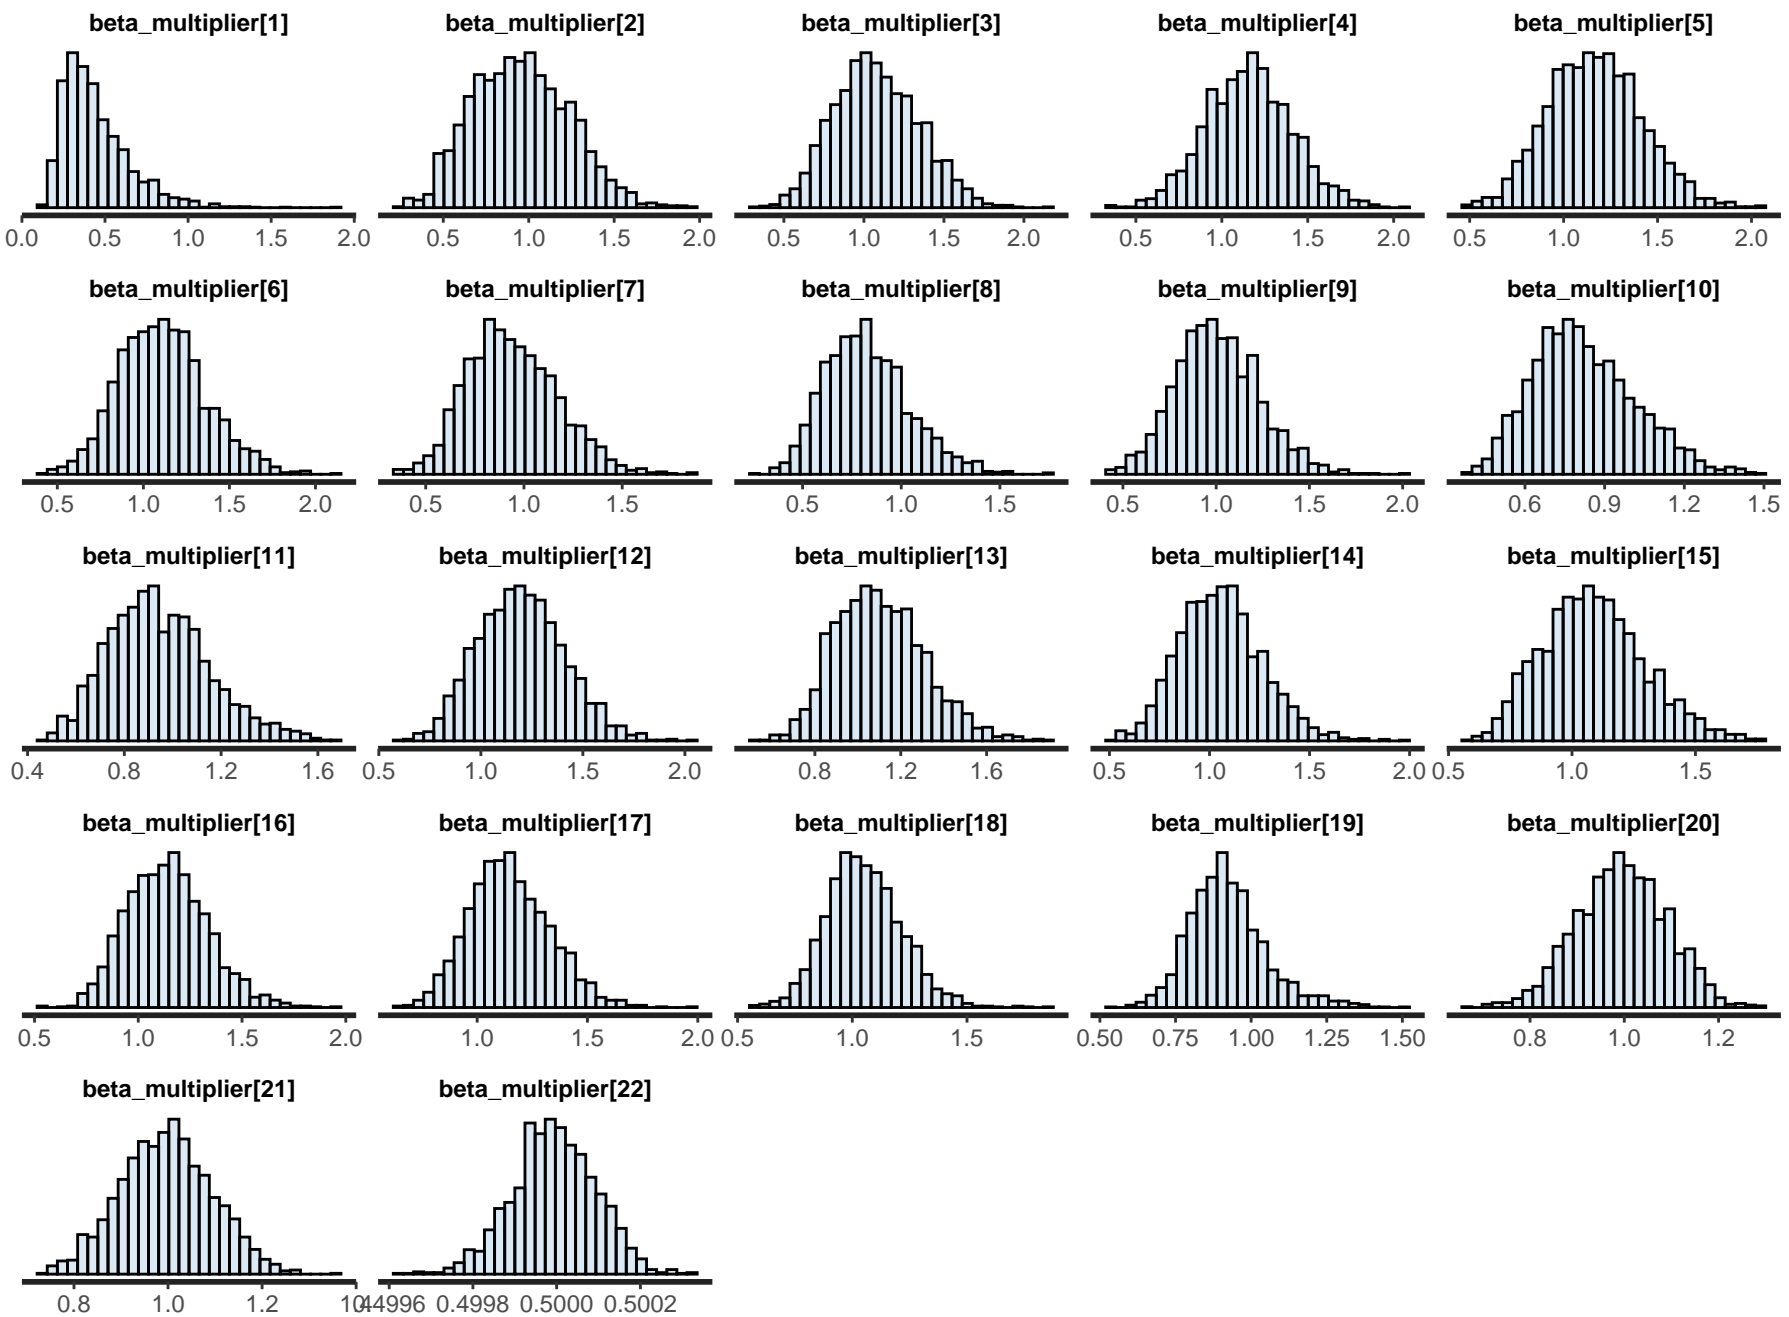 beta_multiplier[1] beta_multiplier[2] beta_multiplier[3] beta_multiplier[4] beta_multiplier[5]
0.0 0.5 1.0 1.5 2.0 0.5 1.0 1.5 2.0 0.5 1.0 1.5 2.0 0.5 1.0 1.5 2.0 0.5 1.0 1.5 2.0
beta_multiplier[6] beta_multiplier[7] beta_multiplier[8] beta_multiplier[9] beta_multiplier[10]
0.5 1.0 1.5 2.0 0.5 1.0 1.5 0.5 1.0 1.5 0.5 1.0 1.5 2.0 0.6 0.9 1.2 1.5
beta_multiplier[11] beta_multiplier[12] beta_multiplier[13] beta_multiplier[14] beta_multiplier[15]
0.4 0.8 1.2 1.6 0.5 1.0 1.5 2.0 0.8 1.2 1.6 0.5 1.0 1.5 2.0 0.5 1.0 1.5
beta_multiplier[16] beta_multiplier[17] beta_multiplier[18] beta_multiplier[19] beta_multiplier[20]
0.5 1.0 1.5 2.0 1.0 1.5 2.0 0.5 1.0 1.5 0.50 0.75 1.00 1.25 1.50 0.8 1.0 1.2
beta_multiplier[21] beta_multiplier[22]
0.8 1.0 1.2 0.4998 0.5000 0.5002